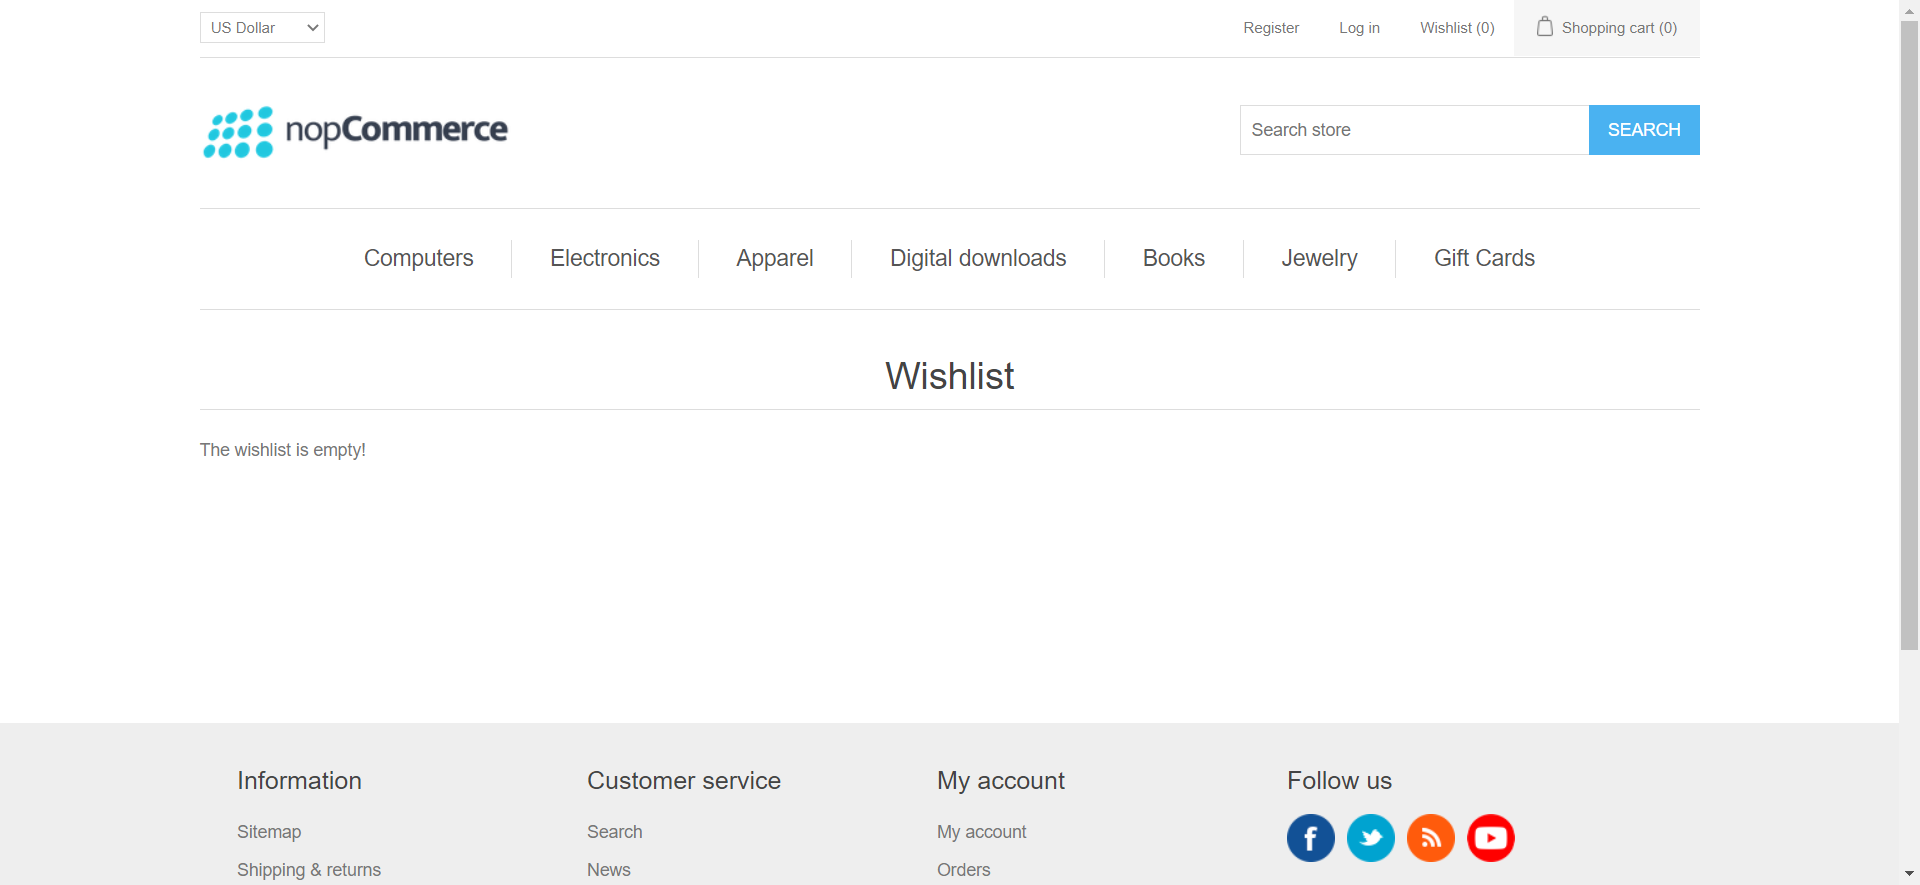 US Dollar
Register
Log in
Wishlist (0)
Shopping cart (0)
nopCommerce
Search store
SEARCH
Computers
Electronics
Apparel
Digital downloads
Books
Jewelry
Gift Cards
Wishlist
The wishlist is empty!
Information
Sitemap
Shipping & returns
Customer service
Search
News
My account
My account
Orders
Follow us